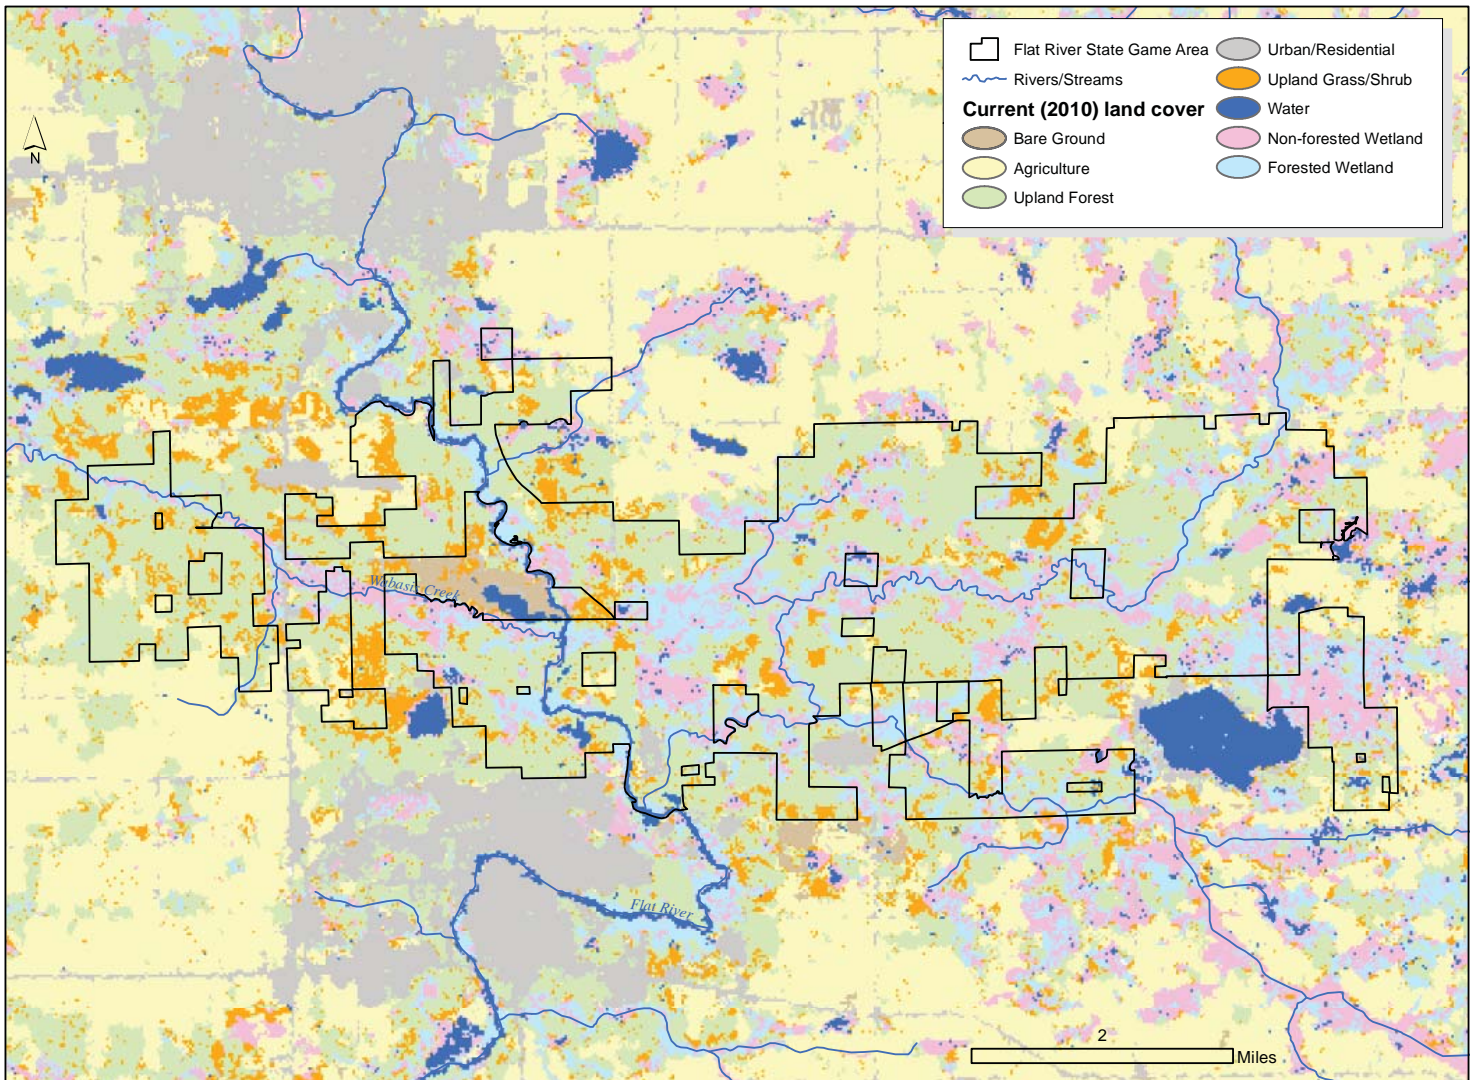 Flat River State Game Area
Rivers/Streams
Current (2010) land cover
Bare Ground
Agriculture
Upland Forest
Urban/Residential
Upland Grass/Shrub
Water
Non-forested Wetland
Forested Wetland
N
Wabasis Creek
Flat River
2
Miles